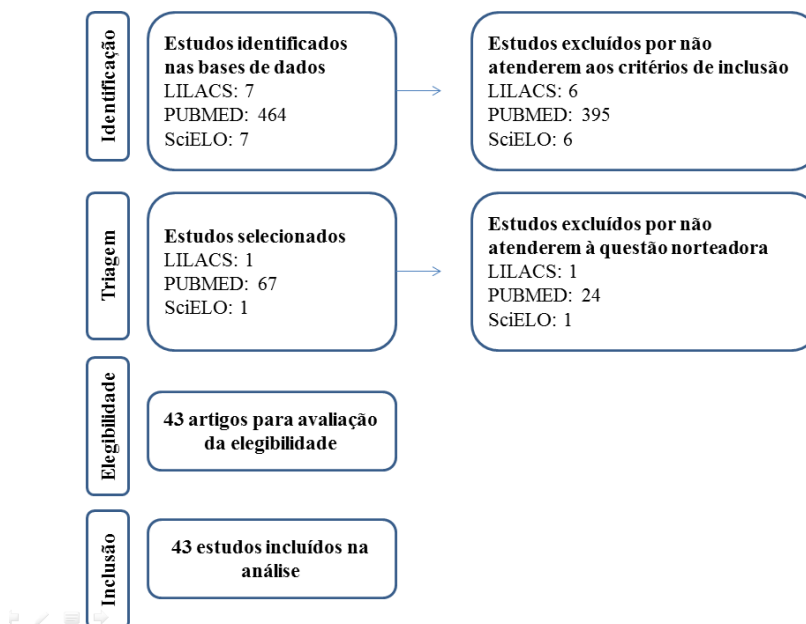 Identificação
Estudos identificados
nas bases de dados
LILACS: 7
PUBMED: 464
SciELO: 7
Estudos excluídos por não
atenderem aos critérios de inclusão
LILACS: 6
PUBMED: 395
SciELO: 6
Triagem
Estudos selecionados
LILACS: 1
PUBMED: 67
SciELO: 1
Estudos excluídos por não
atenderem à questão norteadora
LILACS: 1
PUBMED: 24
SciELO: 1
Elegibilidade
43 artigos para avaliação
da elegibilidade
Inclusão
43 estudos incluídos na
análise